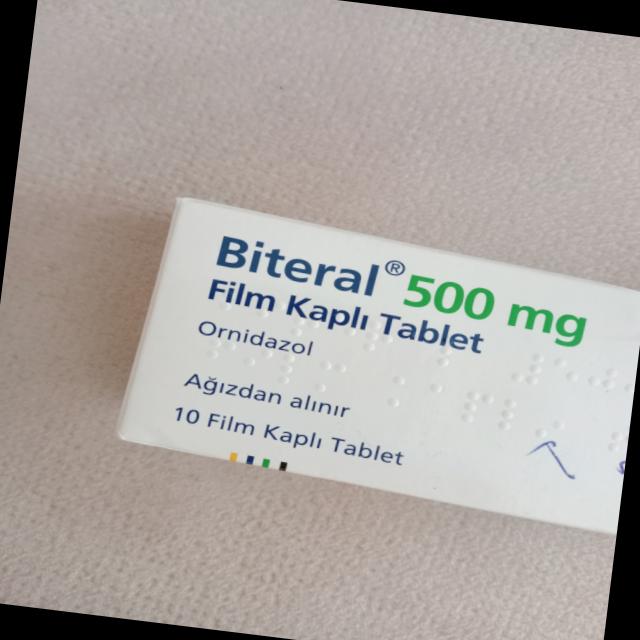 Biteral® 500 mg
Film Kaplı Tablet
Ornidazol
Ağızdan alınır
10 Film Kaplı Tablet